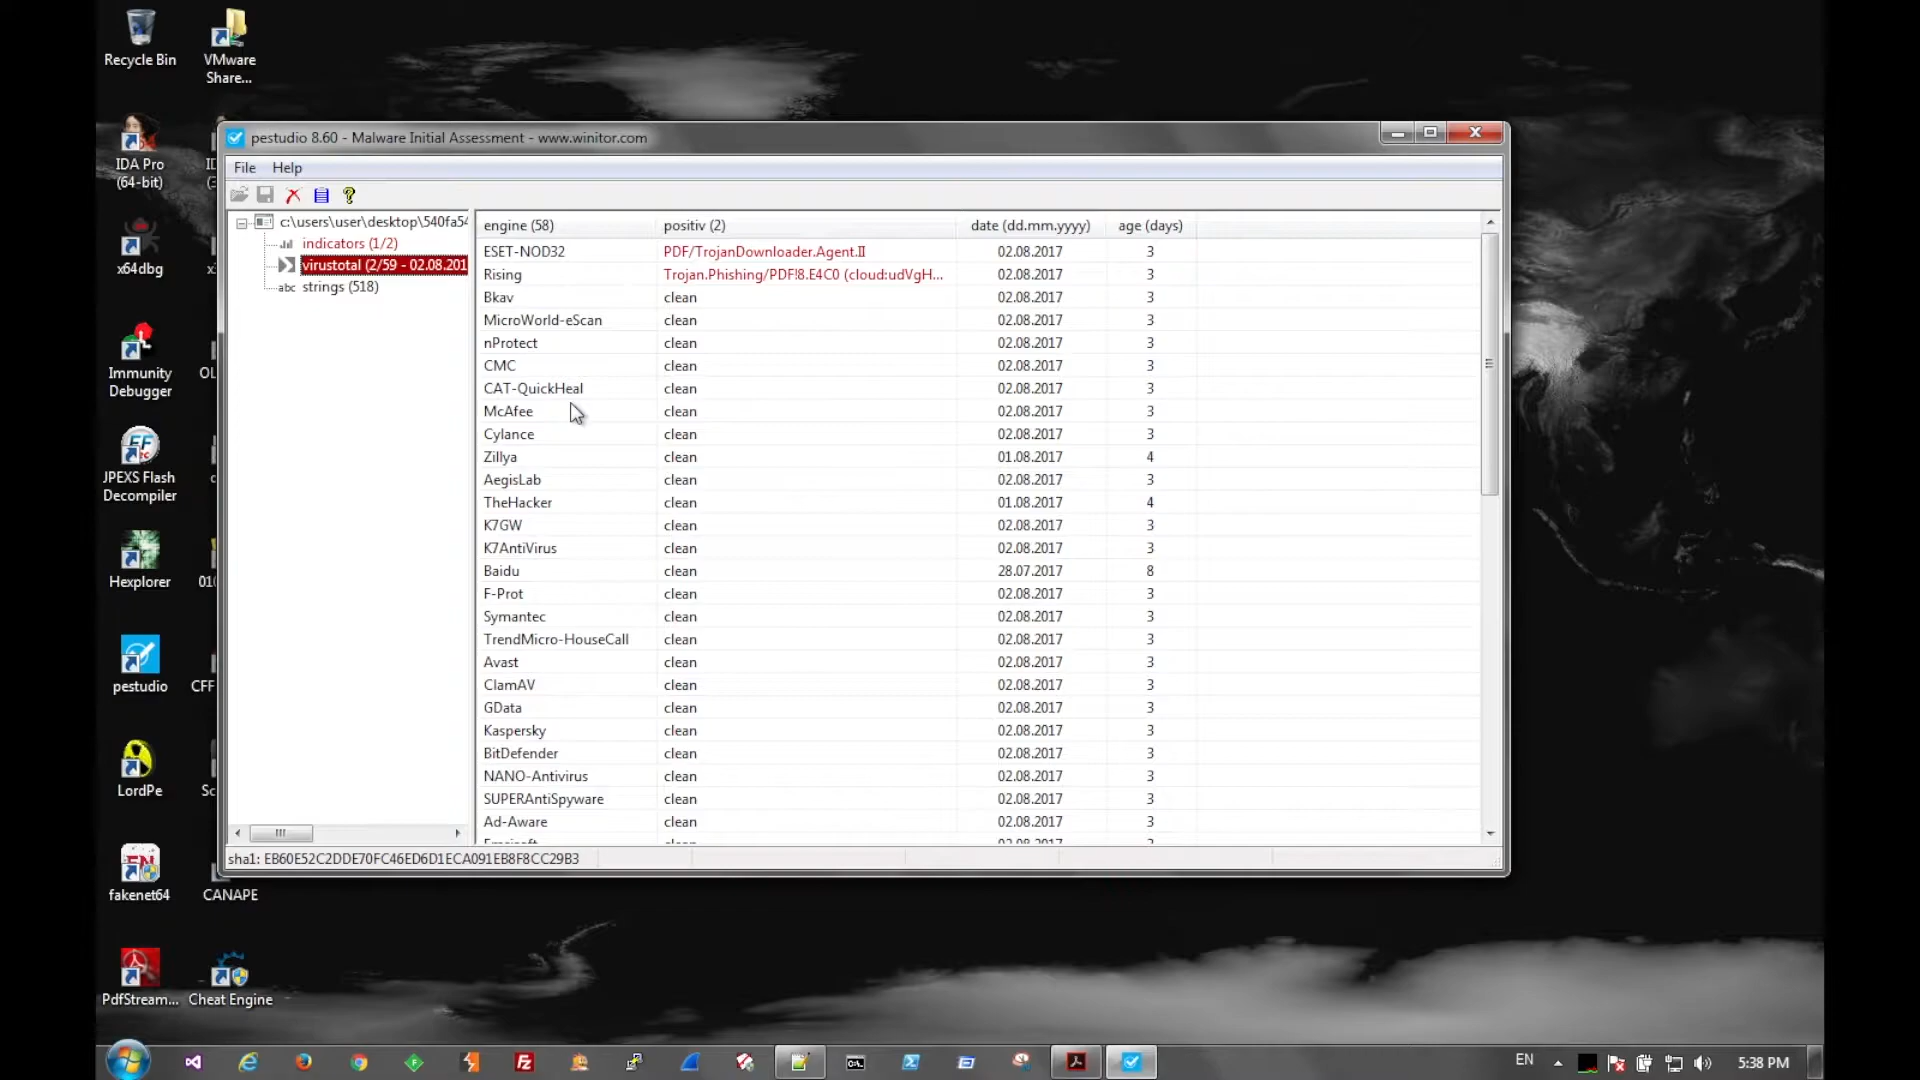 Recycle Bin
VMware
Share...
IDA Pro
(64-bit)
x64dbg
Immunity
Debugger
OL
JPEXS Flash
Decompiler
Hexplorer
010
pestudio
CFF
LordPe
Sc
fakenet64
CANAPE
PdfStream...
Cheat Engine
pestudio 8.60 - Malware Initial Assessment - www.winitor.com
File Help
c:\users\user\desktop\540fa54
indicators (1/2)
virustotal (2/59 - 02.08.201
abc strings (518)
engine (58) positiv (2) date (dd.mm.yyyy) age (days)
ESET-NOD32 PDF/TrojanDownloader.Agent.II 02.08.2017 3
Rising Trojan.Phishing/PDF!8.E4C0 (cloud:udVgH... 02.08.2017 3
Bkav clean 02.08.2017 3
MicroWorld-eScan clean 02.08.2017 3
nProtect clean 02.08.2017 3
CMC clean 02.08.2017 3
CAT-QuickHeal clean 02.08.2017 3
McAfee clean 02.08.2017 3
Cylance clean 02.08.2017 3
Zillya clean 01.08.2017 4
AegisLab clean 02.08.2017 3
TheHacker clean 01.08.2017 4
K7GW clean 02.08.2017 3
K7AntiVirus clean 02.08.2017 3
Baidu clean 28.07.2017 8
F-Prot clean 02.08.2017 3
Symantec clean 02.08.2017 3
TrendMicro-HouseCall clean 02.08.2017 3
Avast clean 02.08.2017 3
ClamAV clean 02.08.2017 3
GData clean 02.08.2017 3
Kaspersky clean 02.08.2017 3
BitDefender clean 02.08.2017 3
NANO-Antivirus clean 02.08.2017 3
SUPERAntiSpyware clean 02.08.2017 3
Ad-Aware clean 02.08.2017 3
sha1: EB60E52C2DDE70FC46ED6D1ECA091EB8F8CC29B3
EN
5:38 PM